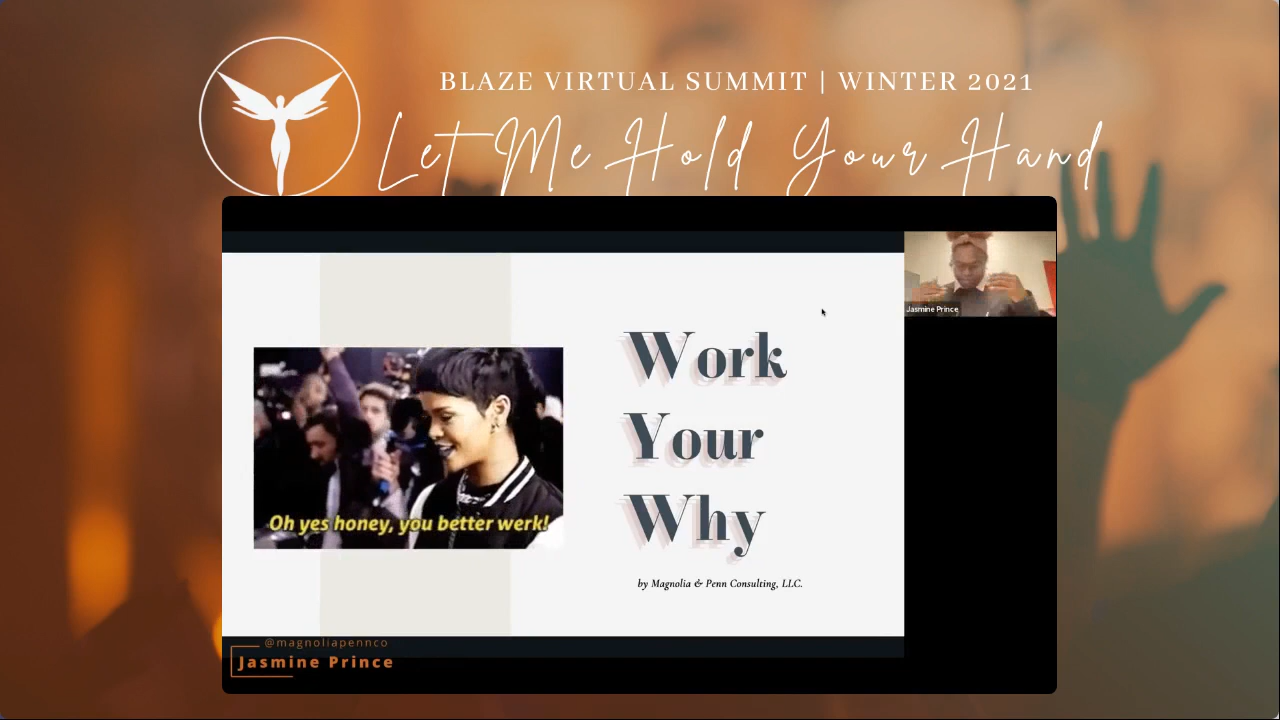 BLAZE VIRTUAL SUMMIT | WINTER 2021
Let Me Hold Your Hand
Jasmine Prince
Work
Your
Why
Oh yes honey, you better werk!
by Magnolia & Penn Consulting, LLC.
@magnoliapennco
Jasmine Prince